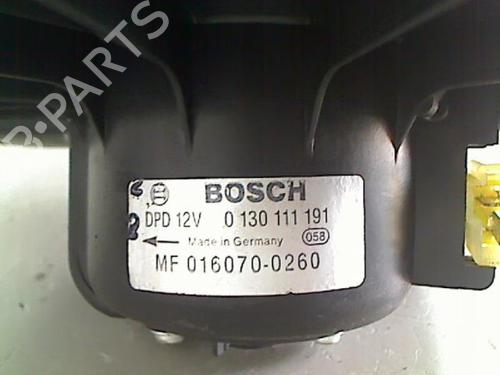 B-PARTS
BOSCH
DPD 12V 0 130 111 191
Made in Germany 058
MF 016070-0260